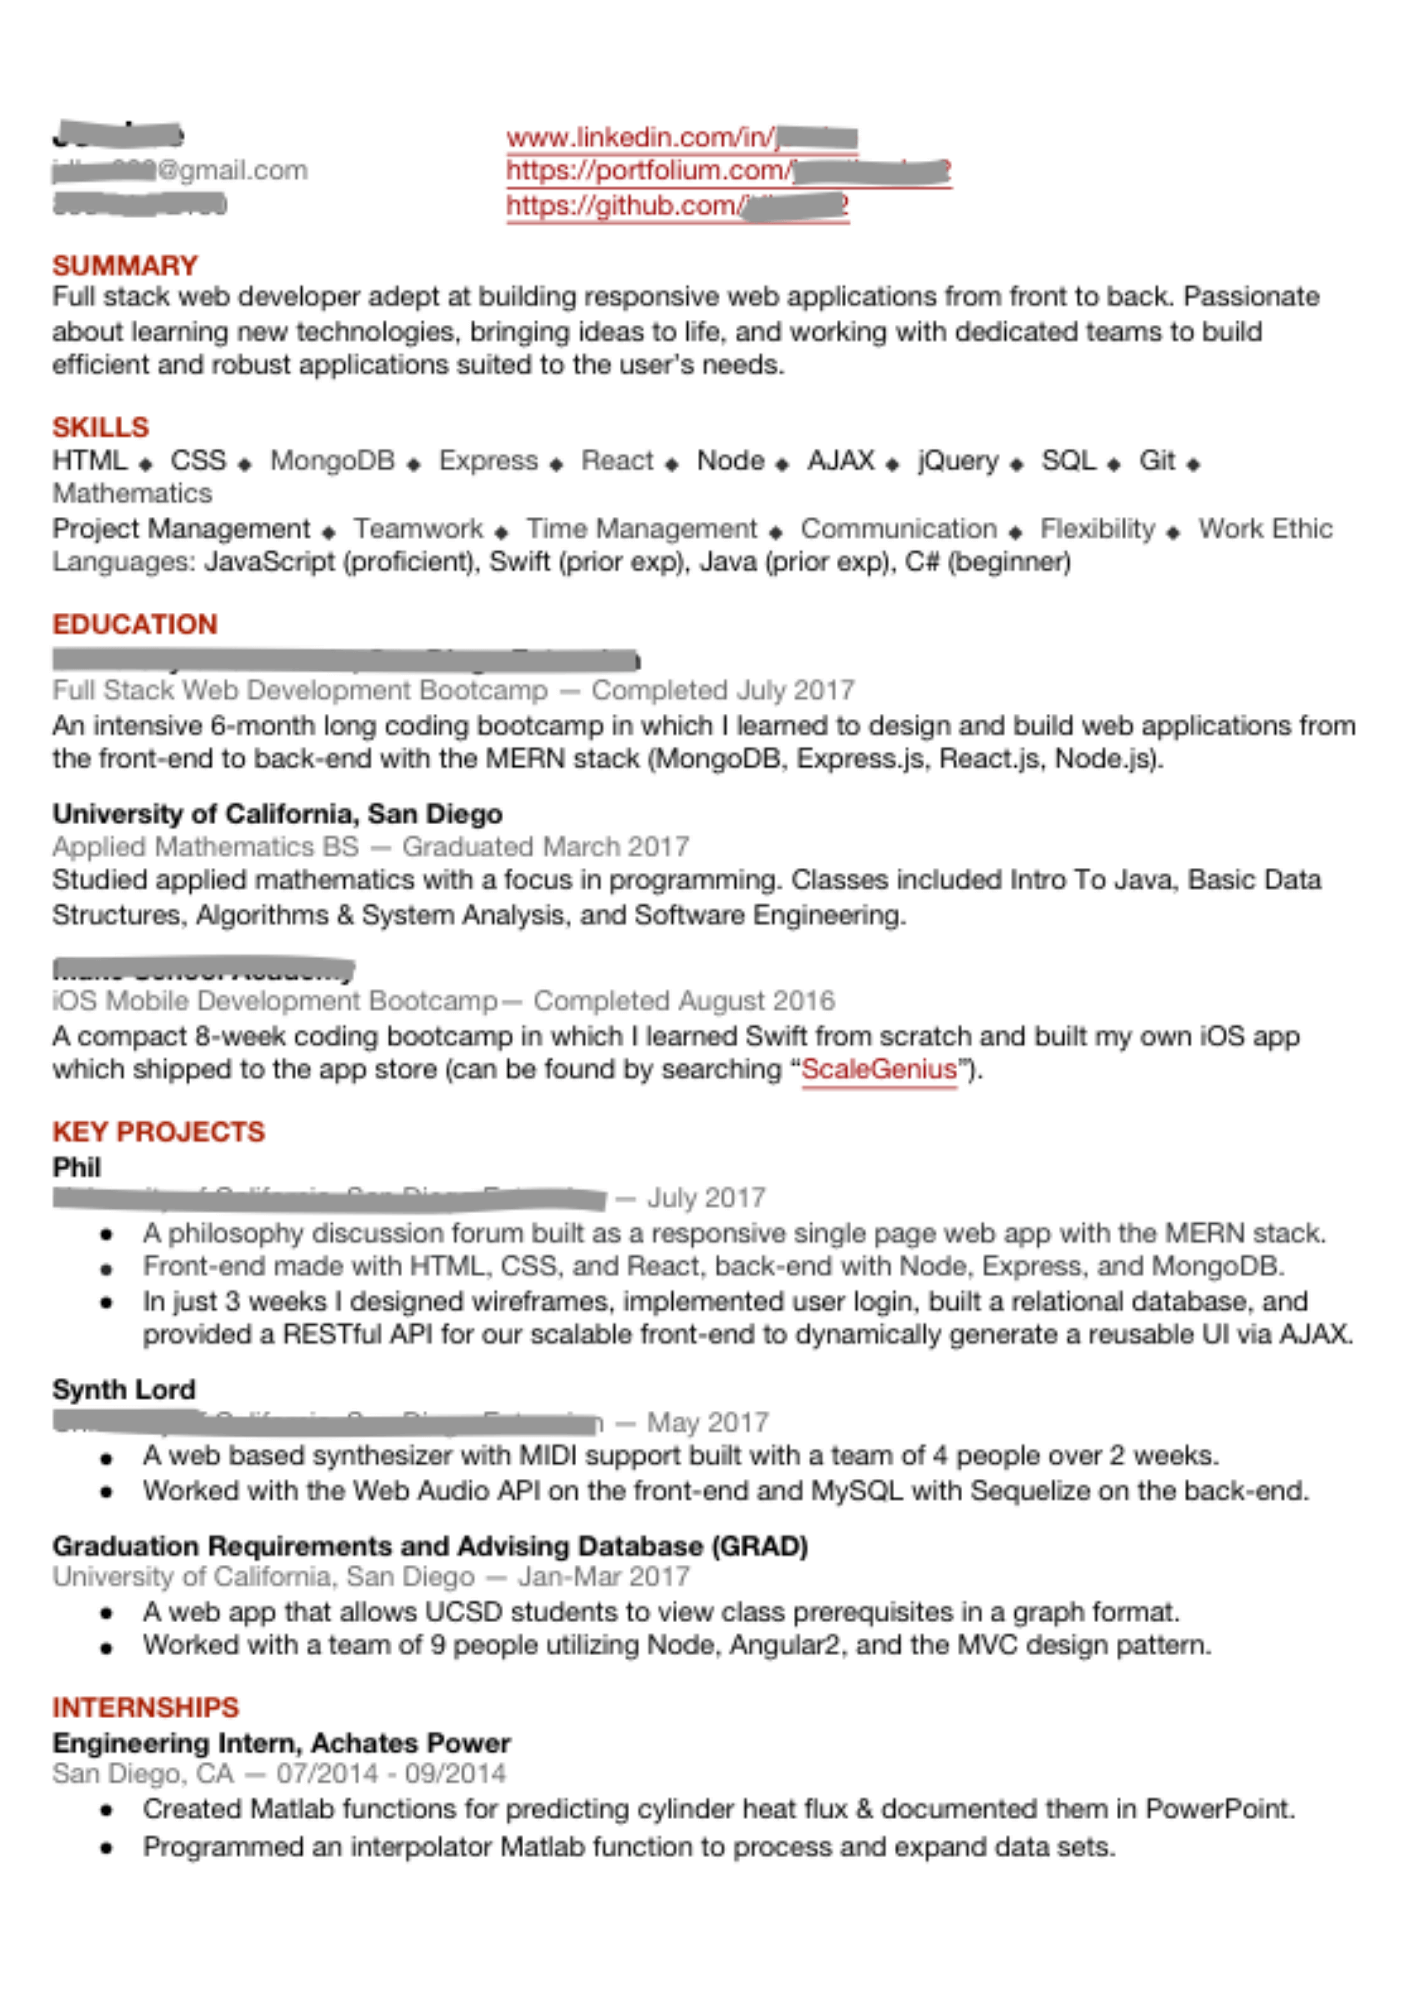 @gmail.com
www.linkedin.com/in/
https://portfolium.com/
https://github.com/
SUMMARY
Full stack web developer adept at building responsive web applications from front to back. Passionate
about learning new technologies, bringing ideas to life, and working with dedicated teams to build
efficient and robust applications suited to the user's needs.
SKILLS
HTML ◆ CSS ◆ MongoDB ◆ Express ◆ React ◆ Node ◆ AJAX ◆ jQuery ◆ SQL ◆ Git ◆
Mathematics
Project Management ◆ Teamwork ◆ Time Management ◆ Communication ◆ Flexibility ◆ Work Ethic
Languages: JavaScript (proficient), Swift (prior exp), Java (prior exp), C# (beginner)
EDUCATION
Full Stack Web Development Bootcamp — Completed July 2017
An intensive 6-month long coding bootcamp in which I learned to design and build web applications from
the front-end to back-end with the MERN stack (MongoDB, Express.js, React.js, Node.js).
University of California, San Diego
Applied Mathematics BS — Graduated March 2017
Studied applied mathematics with a focus in programming. Classes included Intro To Java, Basic Data
Structures, Algorithms & System Analysis, and Software Engineering.
iOS Mobile Development Bootcamp— Completed August 2016
A compact 8-week coding bootcamp in which I learned Swift from scratch and built my own iOS app
which shipped to the app store (can be found by searching “ScaleGenius”).
KEY PROJECTS
Phil
— July 2017
• A philosophy discussion forum built as a responsive single page web app with the MERN stack.
• Front-end made with HTML, CSS, and React, back-end with Node, Express, and MongoDB.
• In just 3 weeks I designed wireframes, implemented user login, built a relational database, and
provided a RESTful API for our scalable front-end to dynamically generate a reusable UI via AJAX.
Synth Lord
— May 2017
• A web based synthesizer with MIDI support built with a team of 4 people over 2 weeks.
• Worked with the Web Audio API on the front-end and MySQL with Sequelize on the back-end.
Graduation Requirements and Advising Database (GRAD)
University of California, San Diego — Jan-Mar 2017
• A web app that allows UCSD students to view class prerequisites in a graph format.
• Worked with a team of 9 people utilizing Node, Angular2, and the MVC design pattern.
INTERNSHIPS
Engineering Intern, Achates Power
San Diego, CA — 07/2014 - 09/2014
• Created Matlab functions for predicting cylinder heat flux & documented them in PowerPoint.
• Programmed an interpolator Matlab function to process and expand data sets.